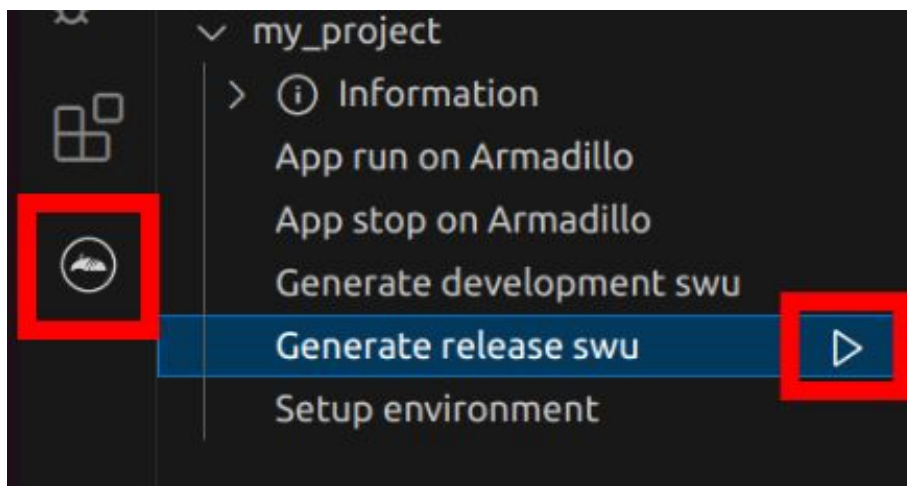 my_project
Information
App run on Armadillo
App stop on Armadillo
Generate development swu
Generate release swu
Setup environment